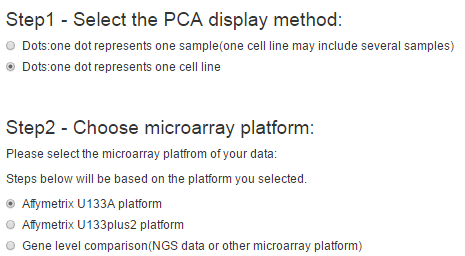 Step1 - Select the PCA display method:
Dots:one dot represents one sample(one cell line may include several samples)
Dots:one dot represents one cell line
Step2 - Choose microarray platform:
Please select the microarray platfrom of your data:
Steps below will be based on the platform you selected.
Affymetrix U133A platform
Affymetrix U133plus2 platform
Gene level comparison(NGS data or other microarray platform)